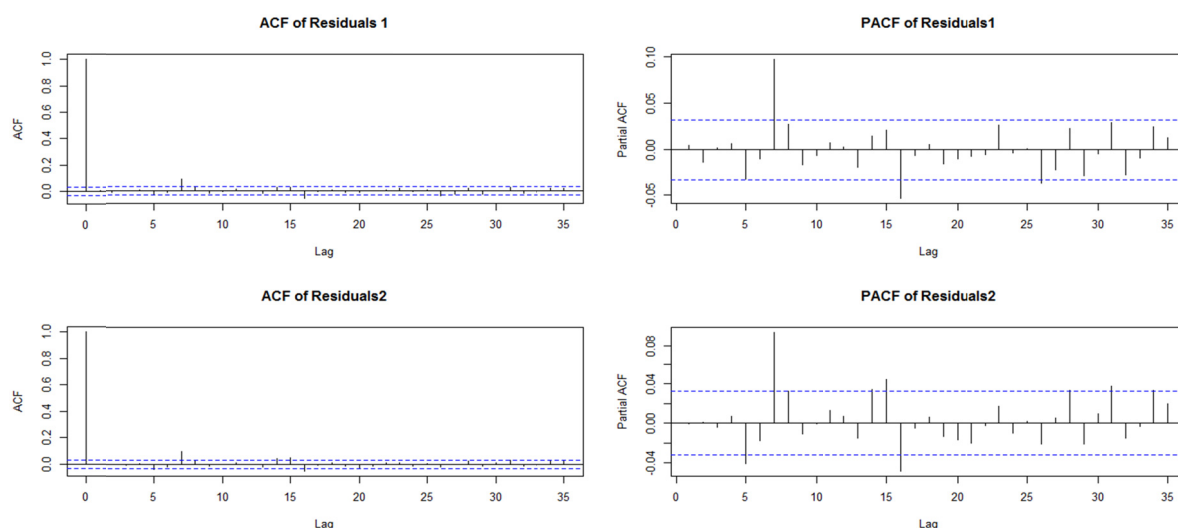 ACF of Residuals 1
ACF
0.0 0.2 0.4 0.6 0.8 1.0
0 5 10 15 20 25 30 35
Lag
PACF of Residuals1
Partial ACF
-0.05 0.00 0.05 0.10
0 5 10 15 20 25 30 35
Lag
ACF of Residuals2
ACF
0.0 0.2 0.4 0.6 0.8 1.0
0 5 10 15 20 25 30 35
Lag
PACF of Residuals2
Partial ACF
-0.04 0.00 0.04 0.08
0 5 10 15 20 25 30 35
Lag